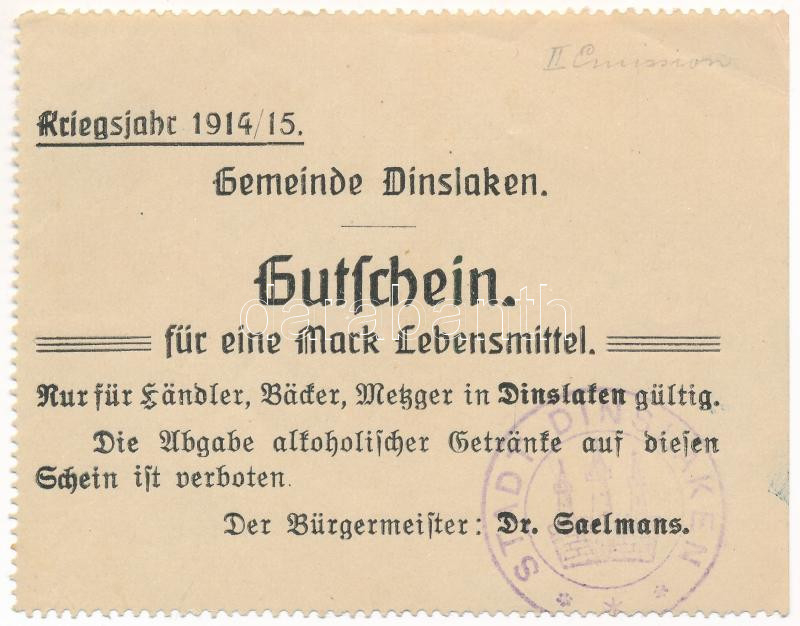 II Emission
Kriegsjahr 1914/15.
Gemeinde Dinslaken.
Gutschein.
darabanth
für eine Mark Lebensmittel.
Nur für Händler, Bäcker, Metzger in Dinslaken gültig.
Die Abgabe alkoholischer Getränke auf diesen
Schein ist verboten.
Der Bürgermeister: Dr. Saelmans.
STADT DINSLAKEN